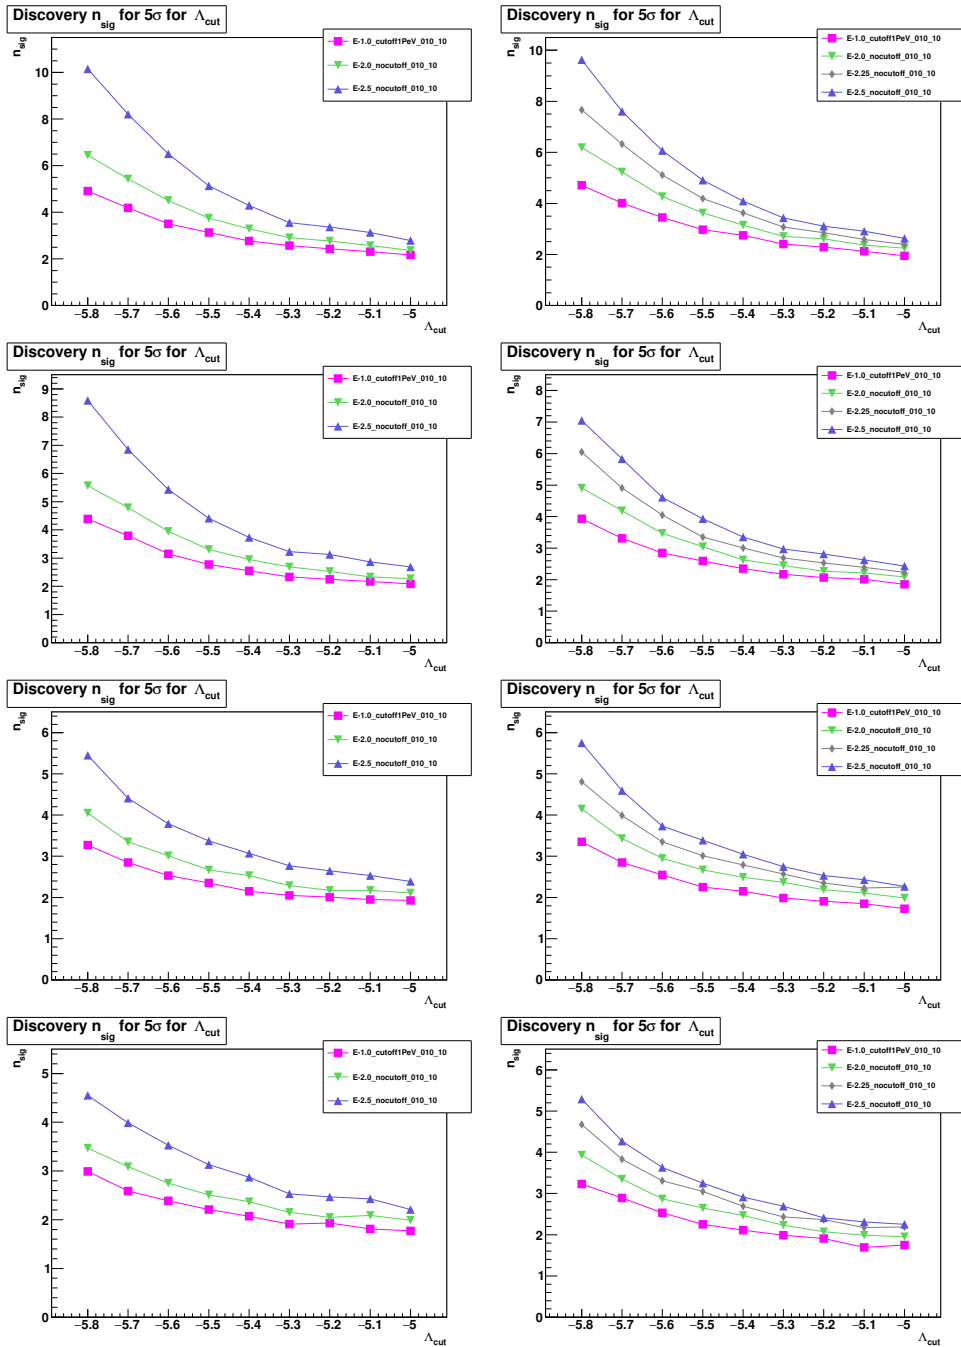 Discovery n_sig for 5σ for Λ_cut
n_sig
E-1.0_cutoff1PeV_010_10
E-2.0_nocutoff_010_10
E-2.5_nocutoff_010_10
10
8
6
4
2
0
−5.8 −5.7 −5.6 −5.5 −5.4 −5.3 −5.2 −5.1 −5
Λ_cut
Discovery n_sig for 5σ for Λ_cut
n_sig
E-1.0_cutoff1PeV_010_10
E-2.0_nocutoff_010_10
E-2.25_nocutoff_010_10
E-2.5_nocutoff_010_10
10
8
6
4
2
0
−5.8 −5.7 −5.6 −5.5 −5.4 −5.3 −5.2 −5.1 −5
Λ_cut
Discovery n_sig for 5σ for Λ_cut
n_sig
E-1.0_cutoff1PeV_010_10
E-2.0_nocutoff_010_10
E-2.5_nocutoff_010_10
9
8
7
6
5
4
3
2
1
0
−5.8 −5.7 −5.6 −5.5 −5.4 −5.3 −5.2 −5.1 −5
Λ_cut
Discovery n_sig for 5σ for Λ_cut
n_sig
E-1.0_cutoff1PeV_010_10
E-2.0_nocutoff_010_10
E-2.25_nocutoff_010_10
E-2.5_nocutoff_010_10
8
7
6
5
4
3
2
1
0
−5.8 −5.7 −5.6 −5.5 −5.4 −5.3 −5.2 −5.1 −5
Λ_cut
Discovery n_sig for 5σ for Λ_cut
n_sig
E-1.0_cutoff1PeV_010_10
E-2.0_nocutoff_010_10
E-2.5_nocutoff_010_10
6
5
4
3
2
1
0
−5.8 −5.7 −5.6 −5.5 −5.4 −5.3 −5.2 −5.1 −5
Λ_cut
Discovery n_sig for 5σ for Λ_cut
n_sig
E-1.0_cutoff1PeV_010_10
E-2.0_nocutoff_010_10
E-2.25_nocutoff_010_10
E-2.5_nocutoff_010_10
6
5
4
3
2
1
0
−5.8 −5.7 −5.6 −5.5 −5.4 −5.3 −5.2 −5.1 −5
Λ_cut
Discovery n_sig for 5σ for Λ_cut
n_sig
E-1.0_cutoff1PeV_010_10
E-2.0_nocutoff_010_10
E-2.5_nocutoff_010_10
5
4
3
2
1
0
−5.8 −5.7 −5.6 −5.5 −5.4 −5.3 −5.2 −5.1 −5
Λ_cut
Discovery n_sig for 5σ for Λ_cut
n_sig
E-1.0_cutoff1PeV_010_10
E-2.0_nocutoff_010_10
E-2.25_nocutoff_010_10
E-2.5_nocutoff_010_10
6
5
4
3
2
1
0
−5.8 −5.7 −5.6 −5.5 −5.4 −5.3 −5.2 −5.1 −5
Λ_cut